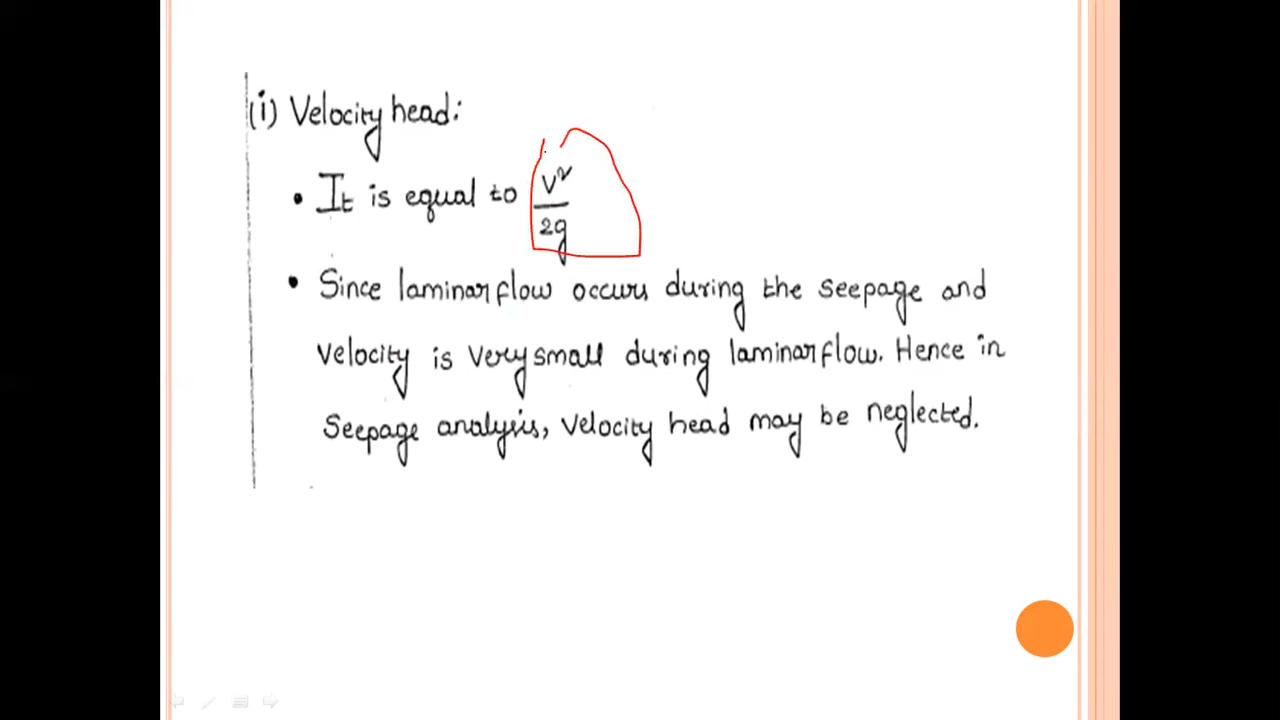 (i) Velocity head:
• It is equal to V²/2g
• Since laminar flow occurs during the seepage and
velocity is very small during laminar flow. Hence in
seepage analysis, velocity head may be neglected.